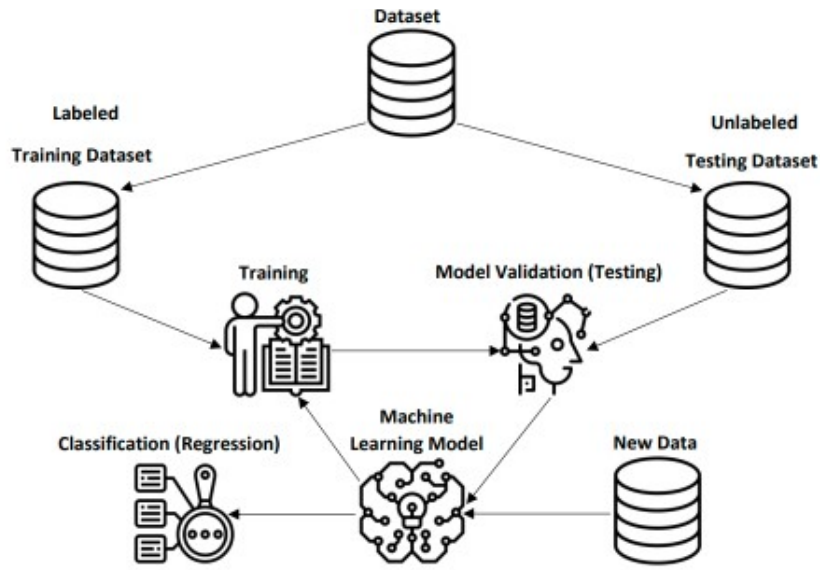 Dataset
Labeled
Training Dataset
Unlabeled
Testing Dataset
Training
Model Validation (Testing)
Classification (Regression)
Machine
Learning Model
New Data